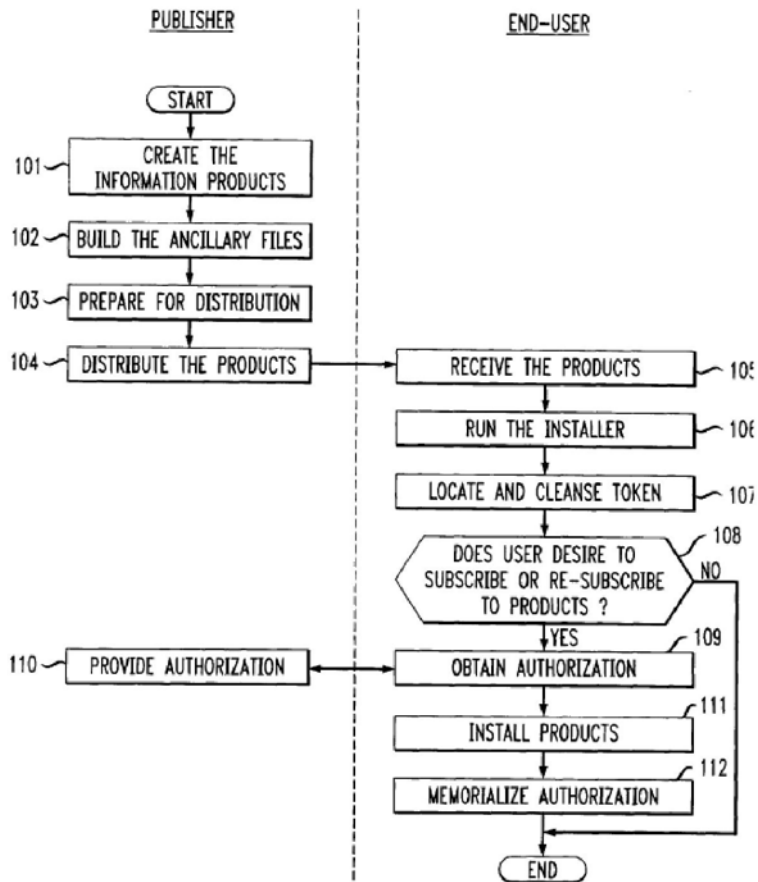 PUBLISHER
END-USER
START
101
CREATE THE
INFORMATION PRODUCTS
102
BUILD THE ANCILLARY FILES
103
PREPARE FOR DISTRIBUTION
104
DISTRIBUTE THE PRODUCTS
RECEIVE THE PRODUCTS
105
RUN THE INSTALLER
106
LOCATE AND CLEANSE TOKEN
107
108
DOES USER DESIRE TO
SUBSCRIBE OR RE-SUBSCRIBE
TO PRODUCTS ?
NO
YES
109
110
PROVIDE AUTHORIZATION
OBTAIN AUTHORIZATION
111
INSTALL PRODUCTS
112
MEMORIALIZE AUTHORIZATION
END